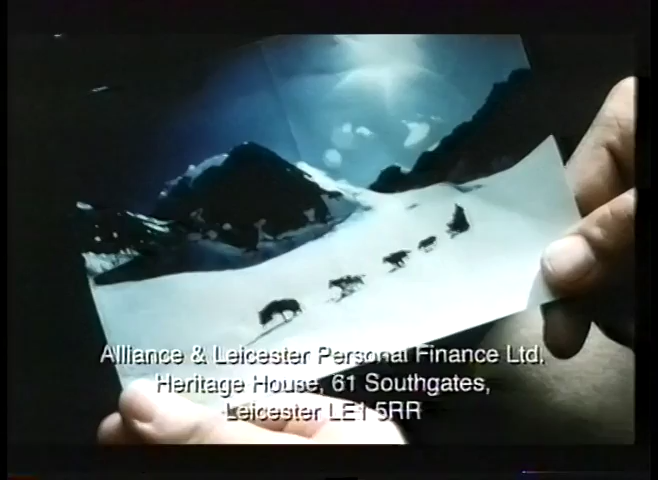 Alliance & Leicester Personal Finance Ltd.
Heritage House, 61 Southgates,
Leicester LE1 5RR